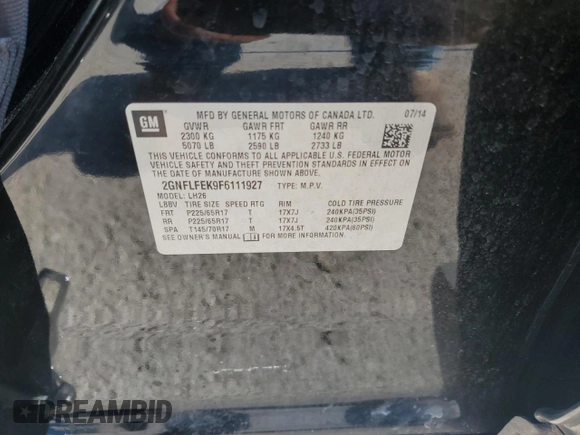 GM
MFD BY GENERAL MOTORS OF CANADA LTD. 07/14
GVWR GAWR FRT GAWR RR
2300 KG 1175 KG 1240 KG
5070 LB 2590 LB 2733 LB
THIS VEHICLE CONFORMS TO ALL APPLICABLE U.S. FEDERAL MOTOR
VEHICLE SAFETY AND THEFT PREVENTION STANDARDS IN EFFECT ON
THE DATE OF MANUFACTURE SHOWN ABOVE.
2GNFLFEK9F6111927 TYPE: M.P.V.
MODEL: LH26
LBBV TIRE SIZE SPEED RTG RIM COLD TIRE PRESSURE
FRT P225/65R17 T 17X7J 240KPA(35PSI)
RR P225/65R17 T 17X7J 240KPA(35PSI)
SPA T145/70R17 M 17X4.5T 420KPA(60PSI)
SEE OWNER'S MANUAL FOR MORE INFORMATION.
DREAMBID